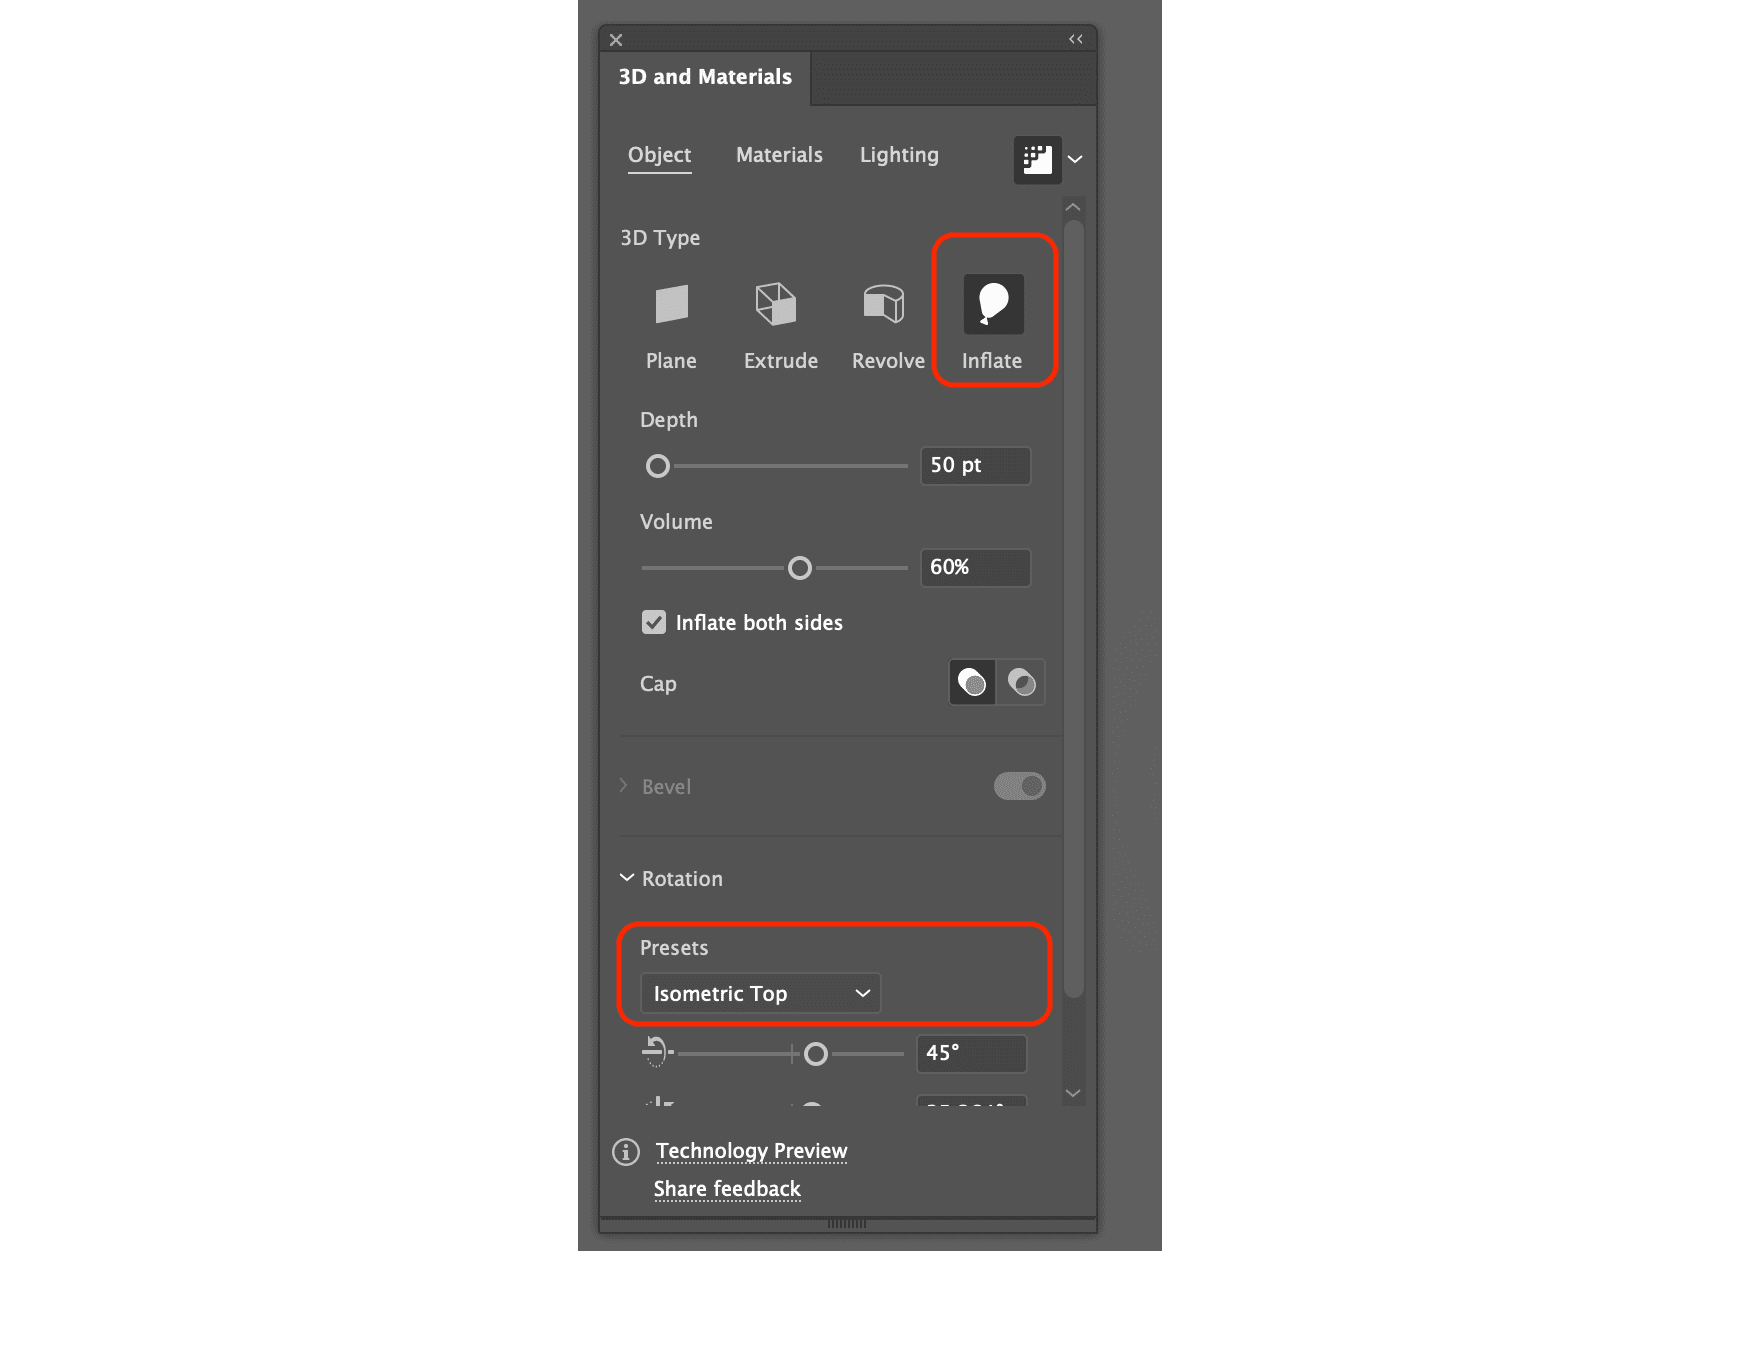 3D and Materials
Object Materials Lighting
3D Type
Plane Extrude Revolve Inflate
Depth
50 pt
Volume
60%
Inflate both sides
Cap
Bevel
Rotation
Presets
Isometric Top
45°
Technology Preview
Share feedback